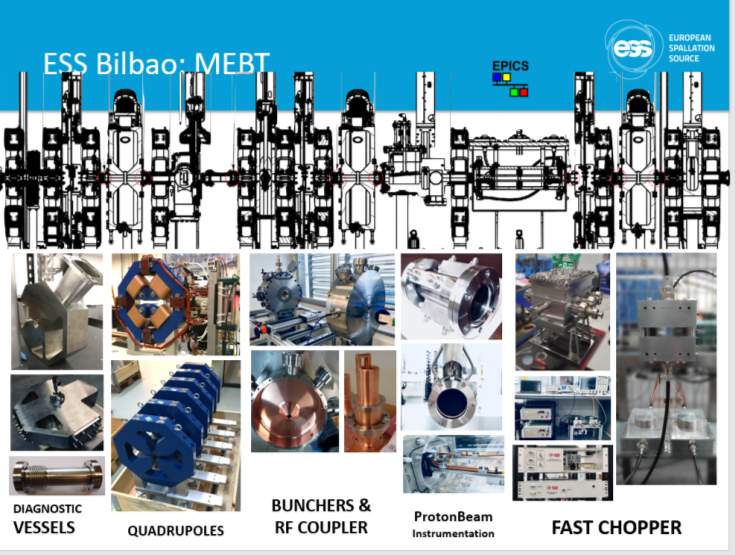 ESS Bilbao: MEBT
EPICS
ess
EUROPEAN
SPALLATION
SOURCE
DIAGNOSTIC
VESSELS
QUADRUPOLES
BUNCHERS &
RF COUPLER
ProtonBeam
Instrumentation
FAST CHOPPER